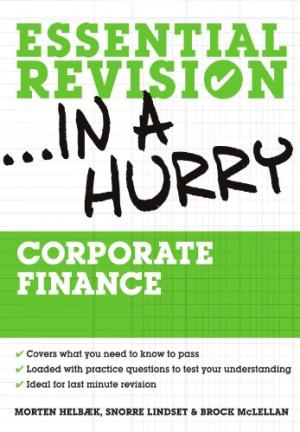 ESSENTIAL
REVISION
...IN A
HURRY
CORPORATE
FINANCE
✓ Covers what you need to know to pass
✓ Loaded with practice questions to test your understanding
✓ Ideal for last minute revision
MORTEN HELBÆK, SNORRE LINDSET & BROCK McLELLAN